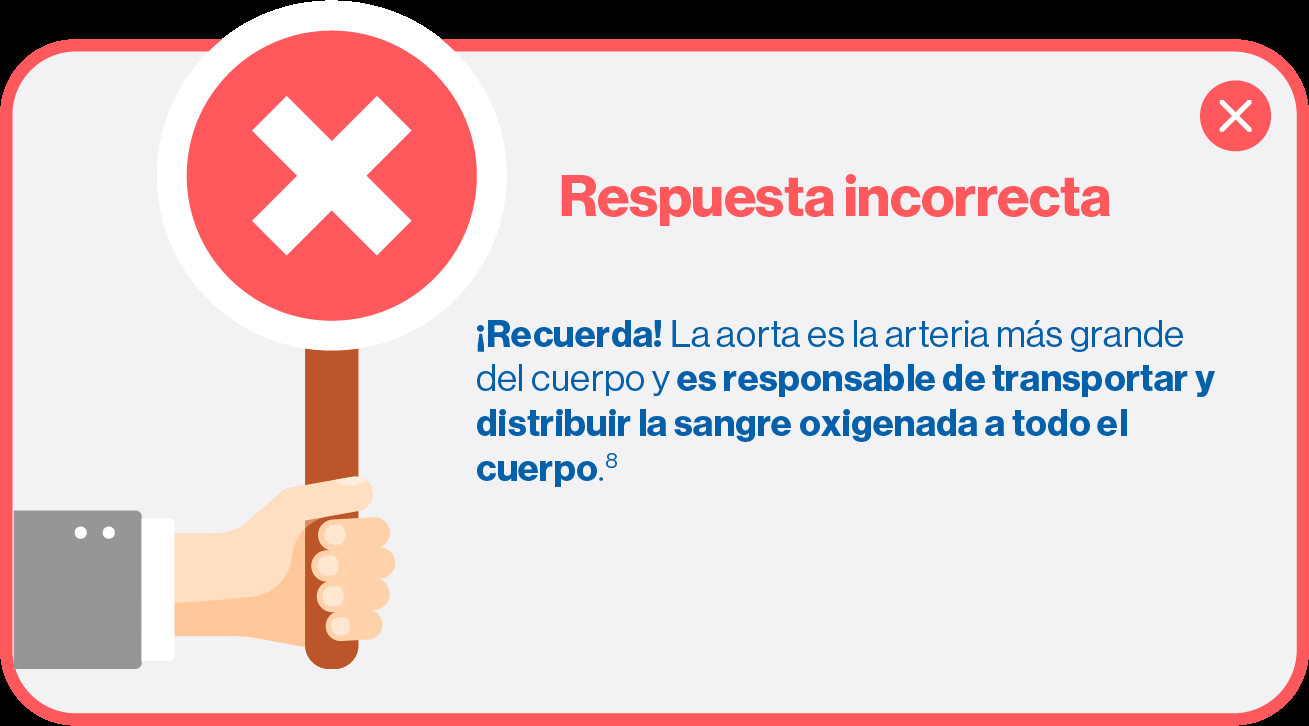 Respuesta incorrecta
¡Recuerda! La aorta es la arteria más grande
del cuerpo y es responsable de transportar y
distribuir la sangre oxigenada a todo el
cuerpo.⁸